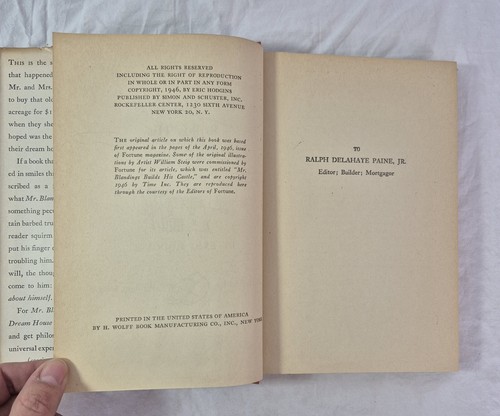 THIS is the s
that happened
Mr. and Mrs.
to buy that old
acreage for $1
when they she
hoped was the
their dream ho
If a book the
ed in smiles the
scribed as a
what Mr. Blan
something pecu
tain barbed tru
reader squirm
put his finger
troubling him.
will, the thoug
come to him:
about himself.
For Mr. Bl
Dream House
and get philos
universal expe
ALL RIGHTS RESERVED
INCLUDING THE RIGHT OF REPRODUCTION
IN WHOLE OR IN PART IN ANY FORM
COPYRIGHT, 1946, BY ERIC HODGINS
PUBLISHED BY SIMON AND SCHUSTER, INC.
ROCKEFELLER CENTER, 1230 SIXTH AVENUE
NEW YORK 20, N. Y.
THE original article on which this book was based
first appeared in the pages of the April, 1946, issue
of Fortune magazine. Some of the original illustra-
tions by Artist William Steig were commissioned by
Fortune for its article, which was entitled "Mr.
Blandings Builds His Castle," and are copyright
1946 by Time Inc. They are reproduced here
through the courtesy of the Editors of Fortune.
PRINTED IN THE UNITED STATES OF AMERICA
BY H. WOLFF BOOK MANUFACTURING CO., INC., NEW YORK
TO
RALPH DELAHAYE PAINE, JR.
Editor; Builder; Mortgagee